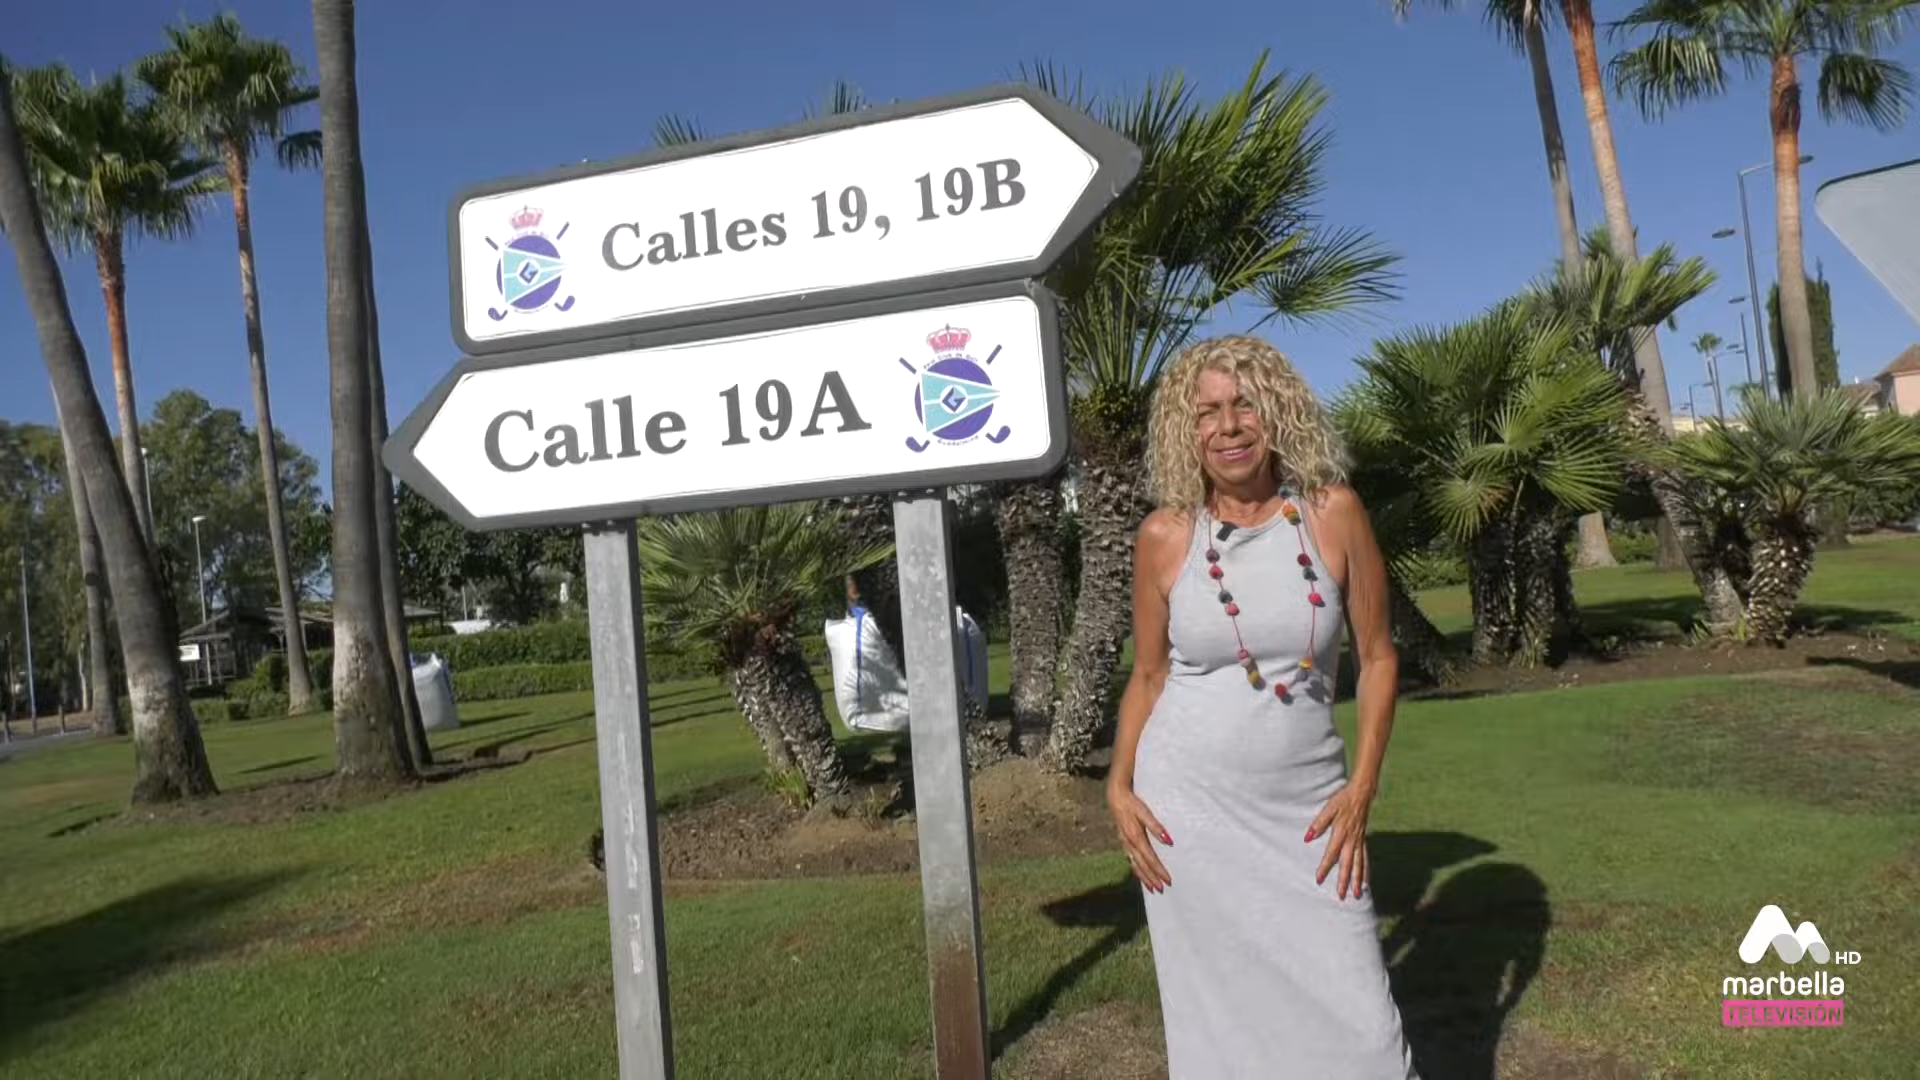 Calles 19, 19B
Calle 19A
HD
marbella
TELEVISIÓN